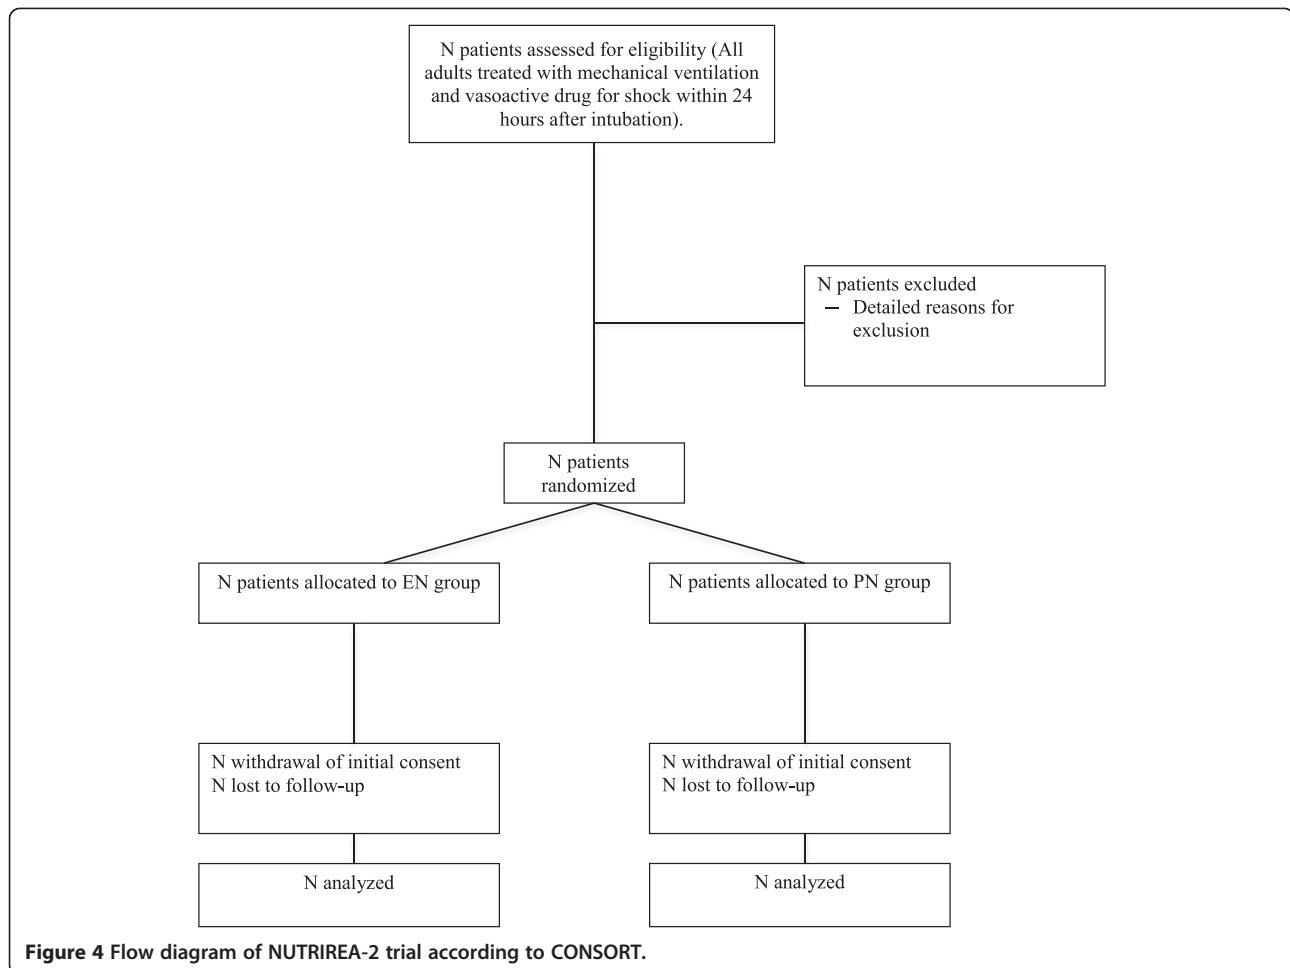 N patients assessed for eligibility (All
adults treated with mechanical ventilation
and vasoactive drug for shock within 24
hours after intubation).
N patients excluded
– Detailed reasons for
exclusion
N patients
randomized
N patients allocated to EN group
N patients allocated to PN group
N withdrawal of initial consent
N lost to follow-up
N withdrawal of initial consent
N lost to follow-up
N analyzed
N analyzed
Figure 4 Flow diagram of NUTRIREA-2 trial according to CONSORT.